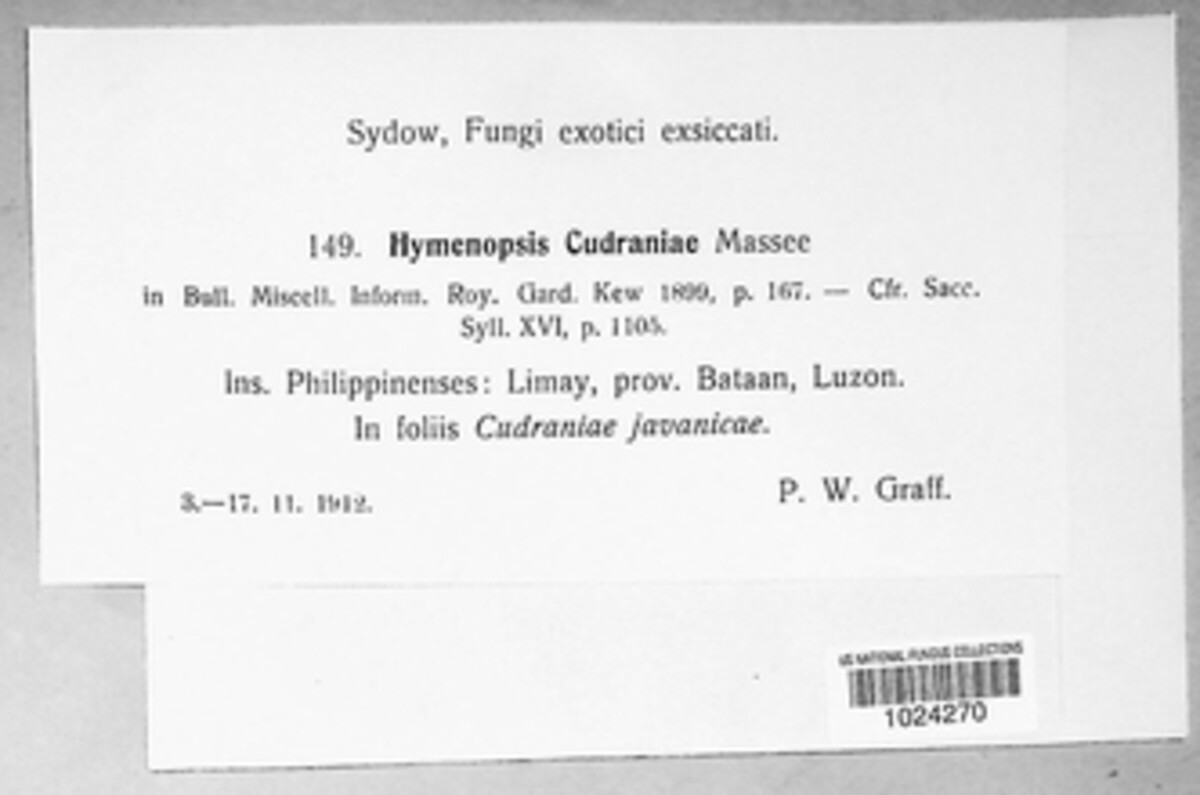 Sydow, Fungi exotici exsiccati.
149. Hymenopsis Cudraniae Massee
in Bull. Miscell. Inform. Roy. Gard. Kew 1899, p. 167. — Cfr. Sacc.
Syll. XVI, p. 1105.
Ins. Philippinenses: Limay, prov. Bataan, Luzon.
In foliis Cudraniae javanicae.
3.—17. 11. 1912.
P. W. Graff.
US NATIONAL FUNGUS COLLECTIONS
1024270